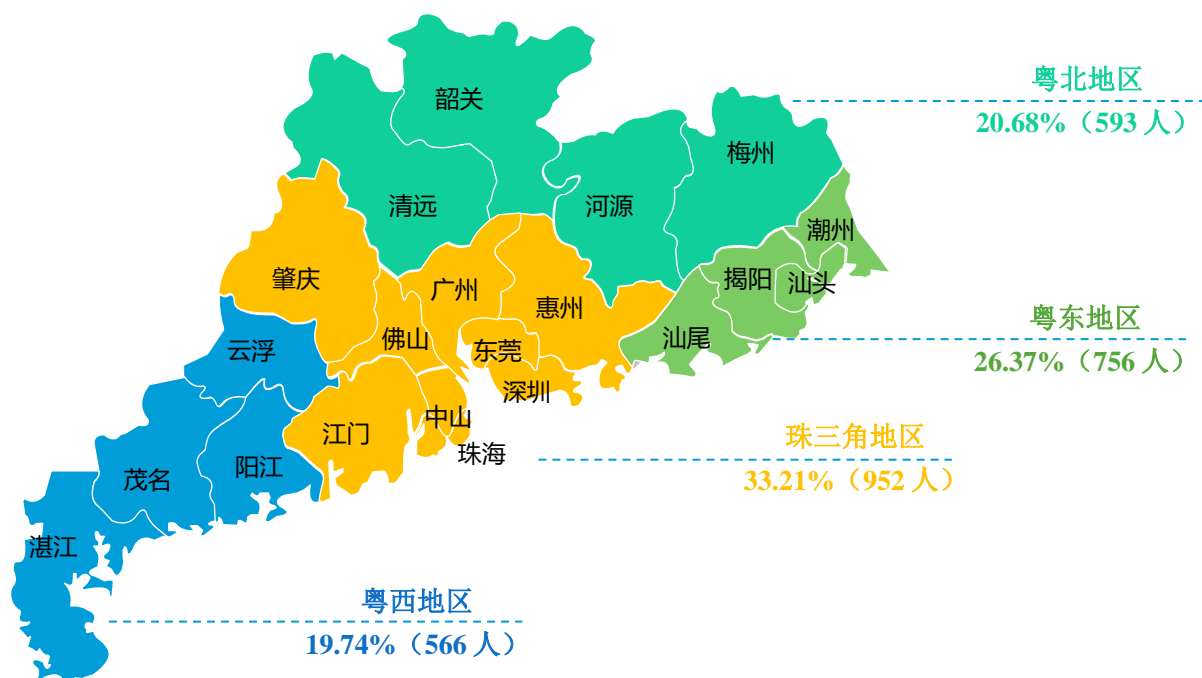 韶关
粤北地区
20.68%（593 人）
梅州
清远
河源
潮州
肇庆
广州
惠州
揭阳
汕头
粤东地区
26.37%（756 人）
云浮
佛山
东莞
汕尾
深圳
江门
中山
珠海
珠三角地区
33.21%（952 人）
茂名
阳江
湛江
粤西地区
19.74%（566 人）